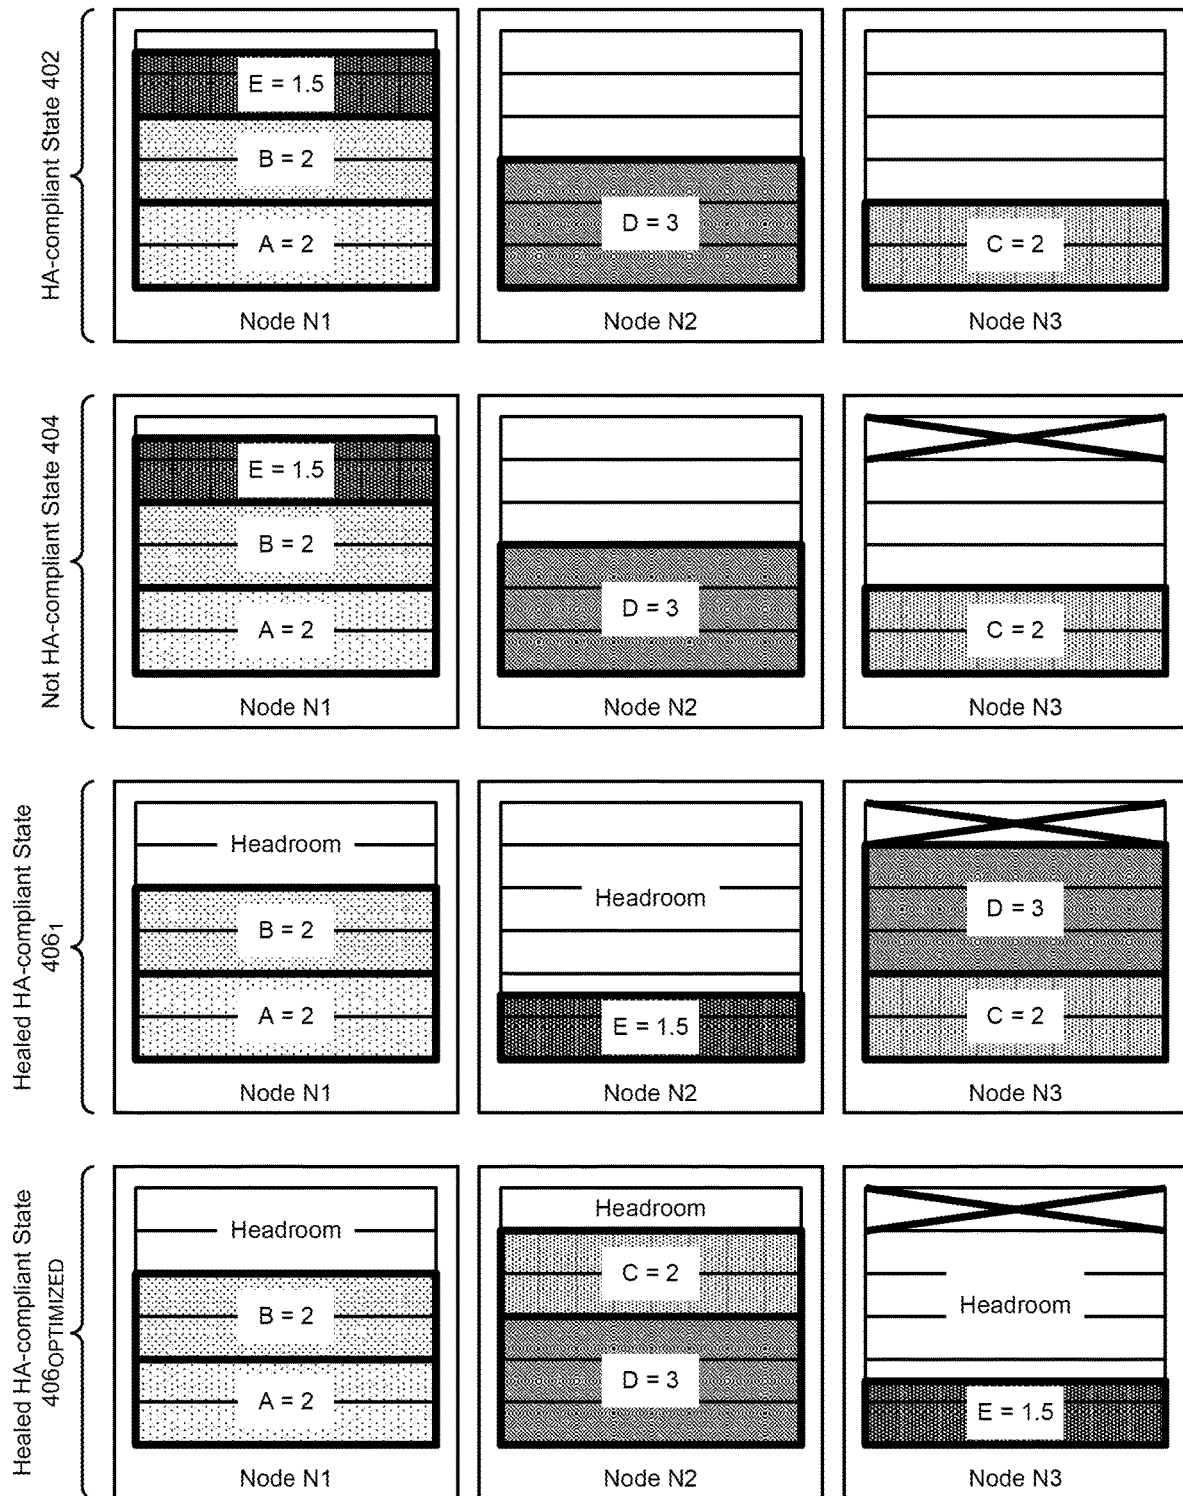 HA-compliant State 402
E = 1.5
B = 2
A = 2
Node N1
D = 3
Node N2
C = 2
Node N3
Not HA-compliant State 404
E = 1.5
B = 2
A = 2
Node N1
D = 3
Node N2
C = 2
Node N3
Healed HA-compliant State
406₁
Headroom
B = 2
A = 2
Node N1
Headroom
E = 1.5
Node N2
D = 3
C = 2
Node N3
Healed HA-compliant State
406OPTIMIZED
Headroom
B = 2
A = 2
Node N1
Headroom
C = 2
D = 3
Node N2
Headroom
E = 1.5
Node N3